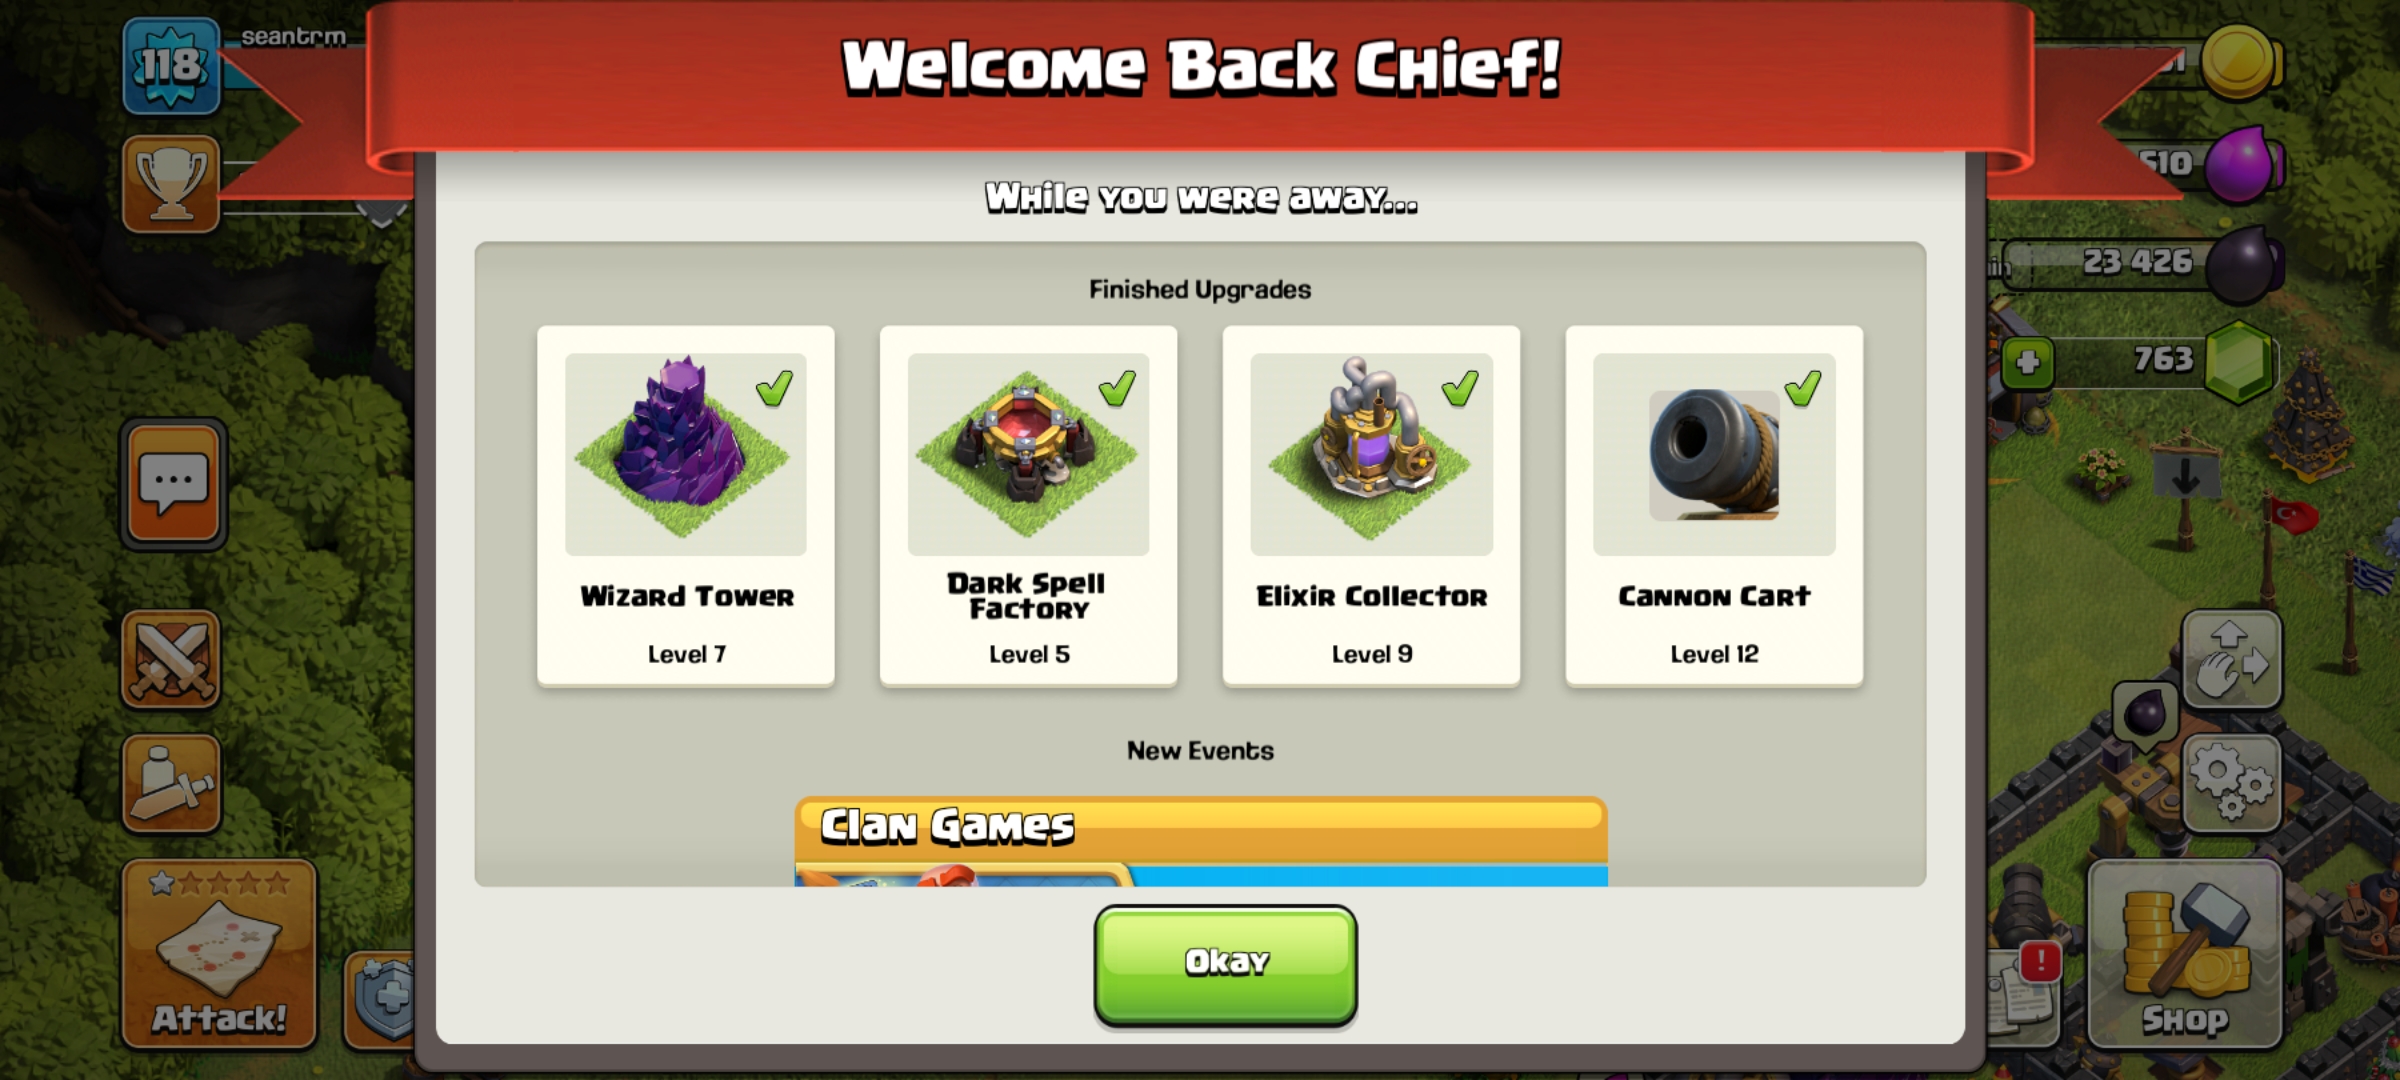 118
seantrm
Welcome Back Chief!
While you were away...
510
23 426
763
Finished Upgrades
Wizard Tower
Level 7
Dark Spell
Factory
Level 5
Elixir Collector
Level 9
Cannon Cart
Level 12
New Events
Clan Games
Okay
Attack!
!
Shop